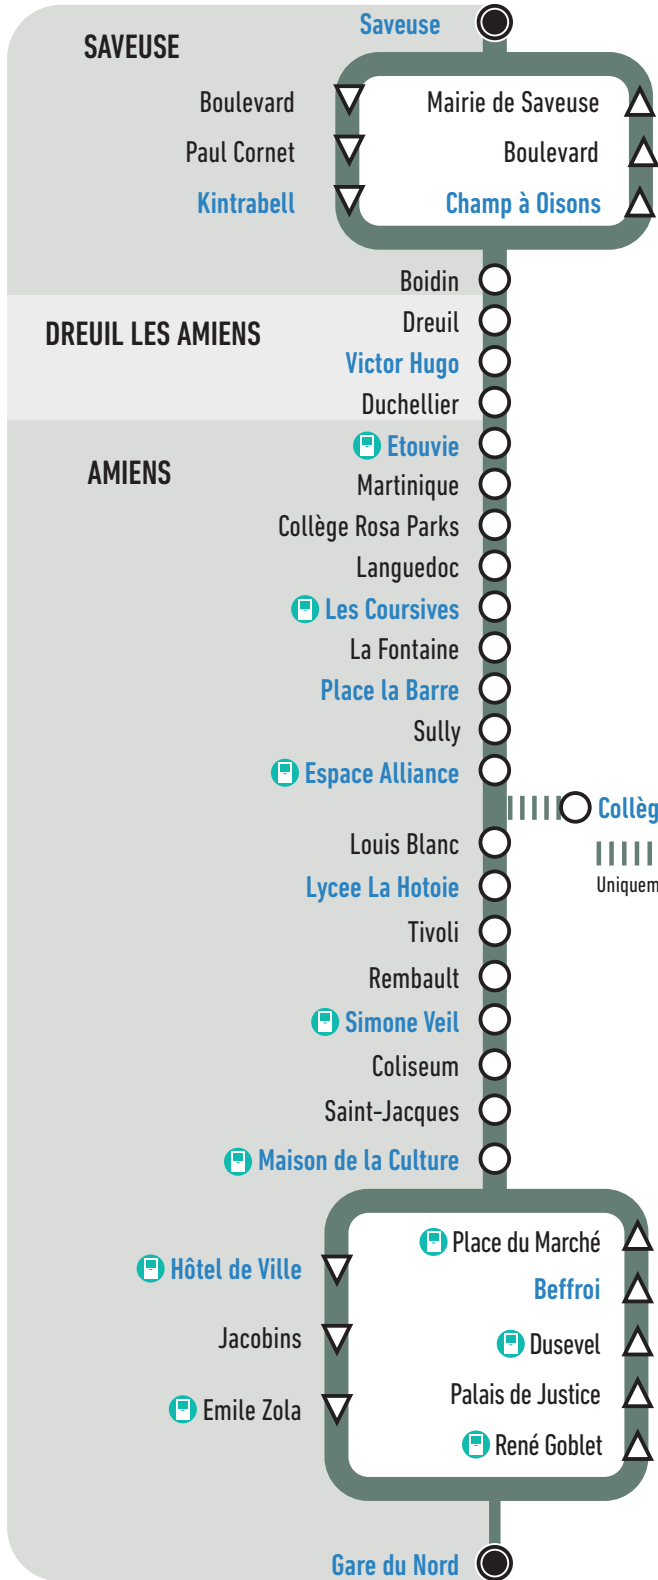 Saveuse
SAVEUSE
Boulevard
Mairie de Saveuse
Paul Cornet
Boulevard
Kintrabell
Champ à Oisons
Boidin
DREUIL LES AMIENS
Dreuil
Victor Hugo
Duchellier
AMIENS
Etouvie
Martinique
Collège Rosa Parks
Languedoc
Les Coursives
La Fontaine
Place la Barre
Sully
Espace Alliance
Louis Blanc
Lycee La Hotoie
Tivoli
Rembault
Simone Veil
Coliseum
Saint-Jacques
Maison de la Culture
Place du Marché
Hôtel de Ville
Beffroi
Jacobins
Dusevel
Palais de Justice
Emile Zola
René Goblet
Gare du Nord